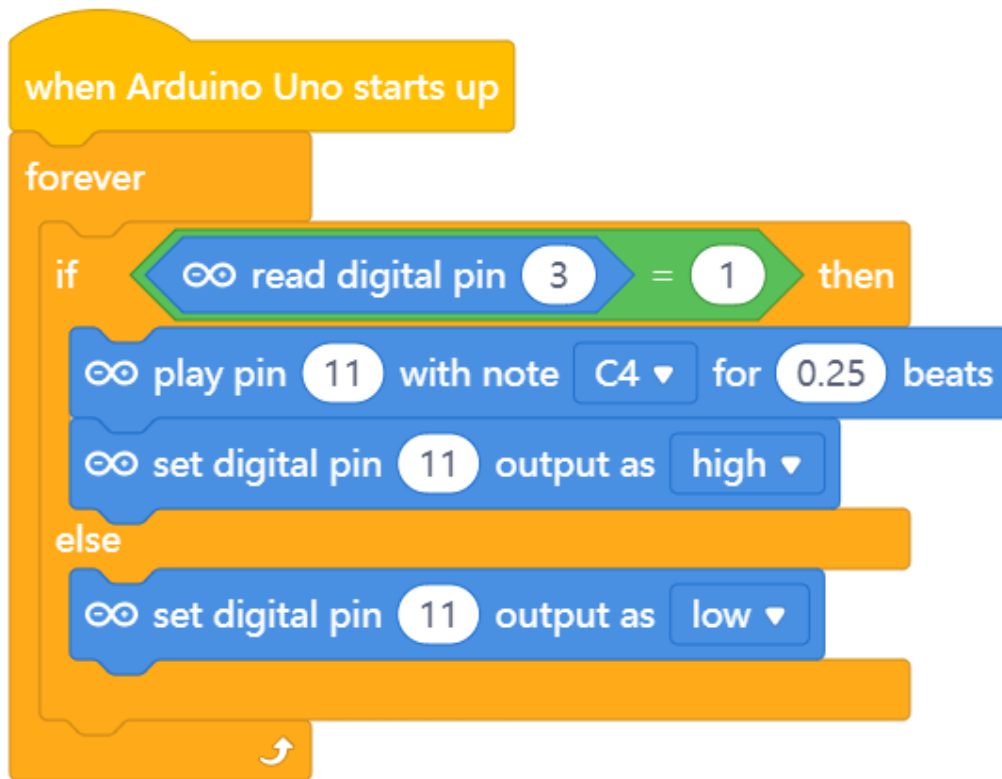 when Arduino Uno starts up
forever
if read digital pin 3 = 1 then
play pin 11 with note C4 for 0.25 beats
set digital pin 11 output as high
else
set digital pin 11 output as low